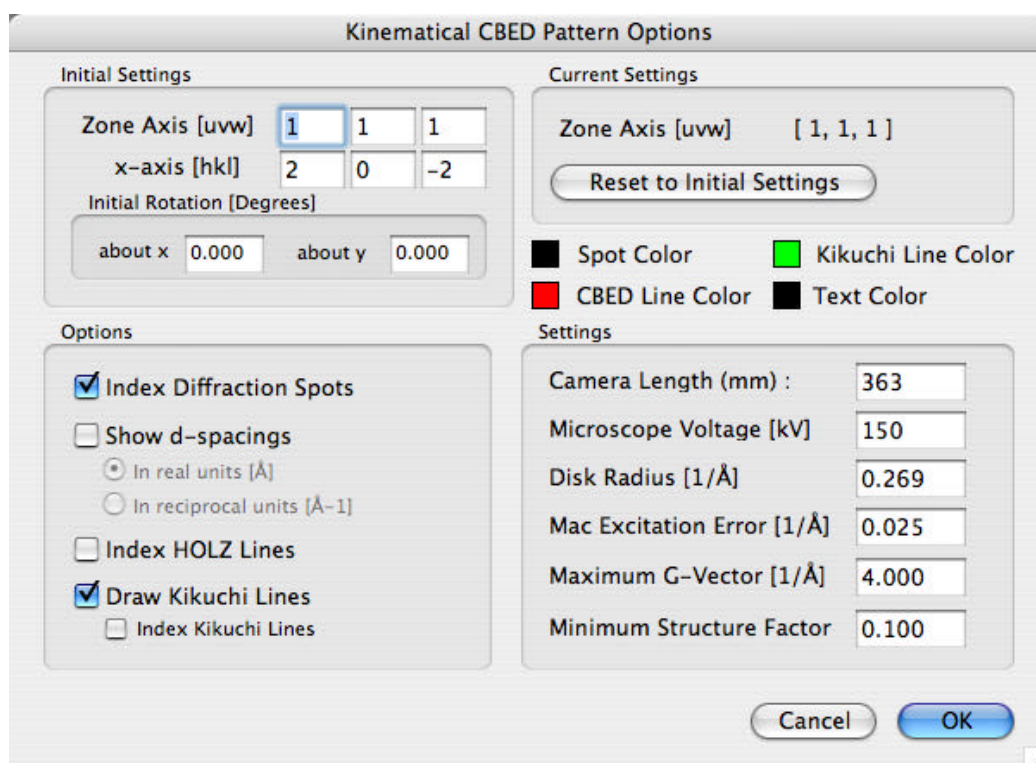 Kinematical CBED Pattern Options
Initial Settings
Zone Axis [uvw] 1 1 1
x-axis [hkl] 2 0 -2
Initial Rotation [Degrees]
about x 0.000 about y 0.000
Current Settings
Zone Axis [uvw] [ 1, 1, 1 ]
Reset to Initial Settings
Spot Color Kikuchi Line Color
CBED Line Color Text Color
Options
Index Diffraction Spots
Show d-spacings
In real units [Å]
In reciprocal units [Å-1]
Index HOLZ Lines
Draw Kikuchi Lines
Index Kikuchi Lines
Settings
Camera Length (mm) : 363
Microscope Voltage [kV] 150
Disk Radius [1/Å] 0.269
Mac Excitation Error [1/Å] 0.025
Maximum G-Vector [1/Å] 4.000
Minimum Structure Factor 0.100
Cancel OK